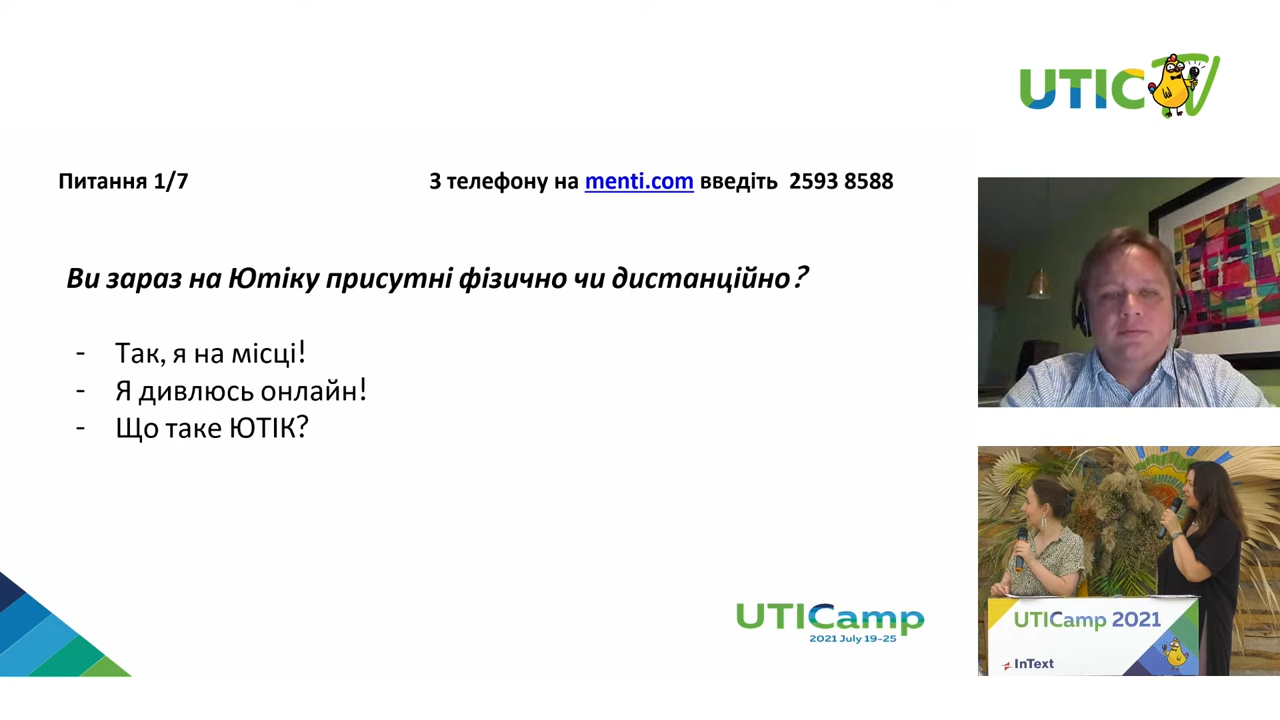 UTIC TV
Питання 1/7
З телефону на menti.com введіть 2593 8588
Ви зараз на Ютіку присутні фізично чи дистанційно?
- Так, я на місці!
- Я дивлюсь онлайн!
- Що таке ЮТІК?
UTICamp
2021 July 19-25
UTICamp 2021
InText